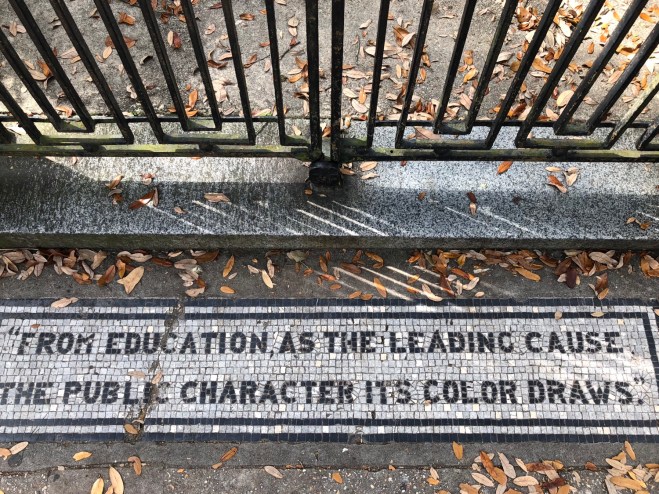 "FROM EDUCATION, AS THE LEADING CAUSE
THE PUBLIC CHARACTER ITS COLOR DRAWS."